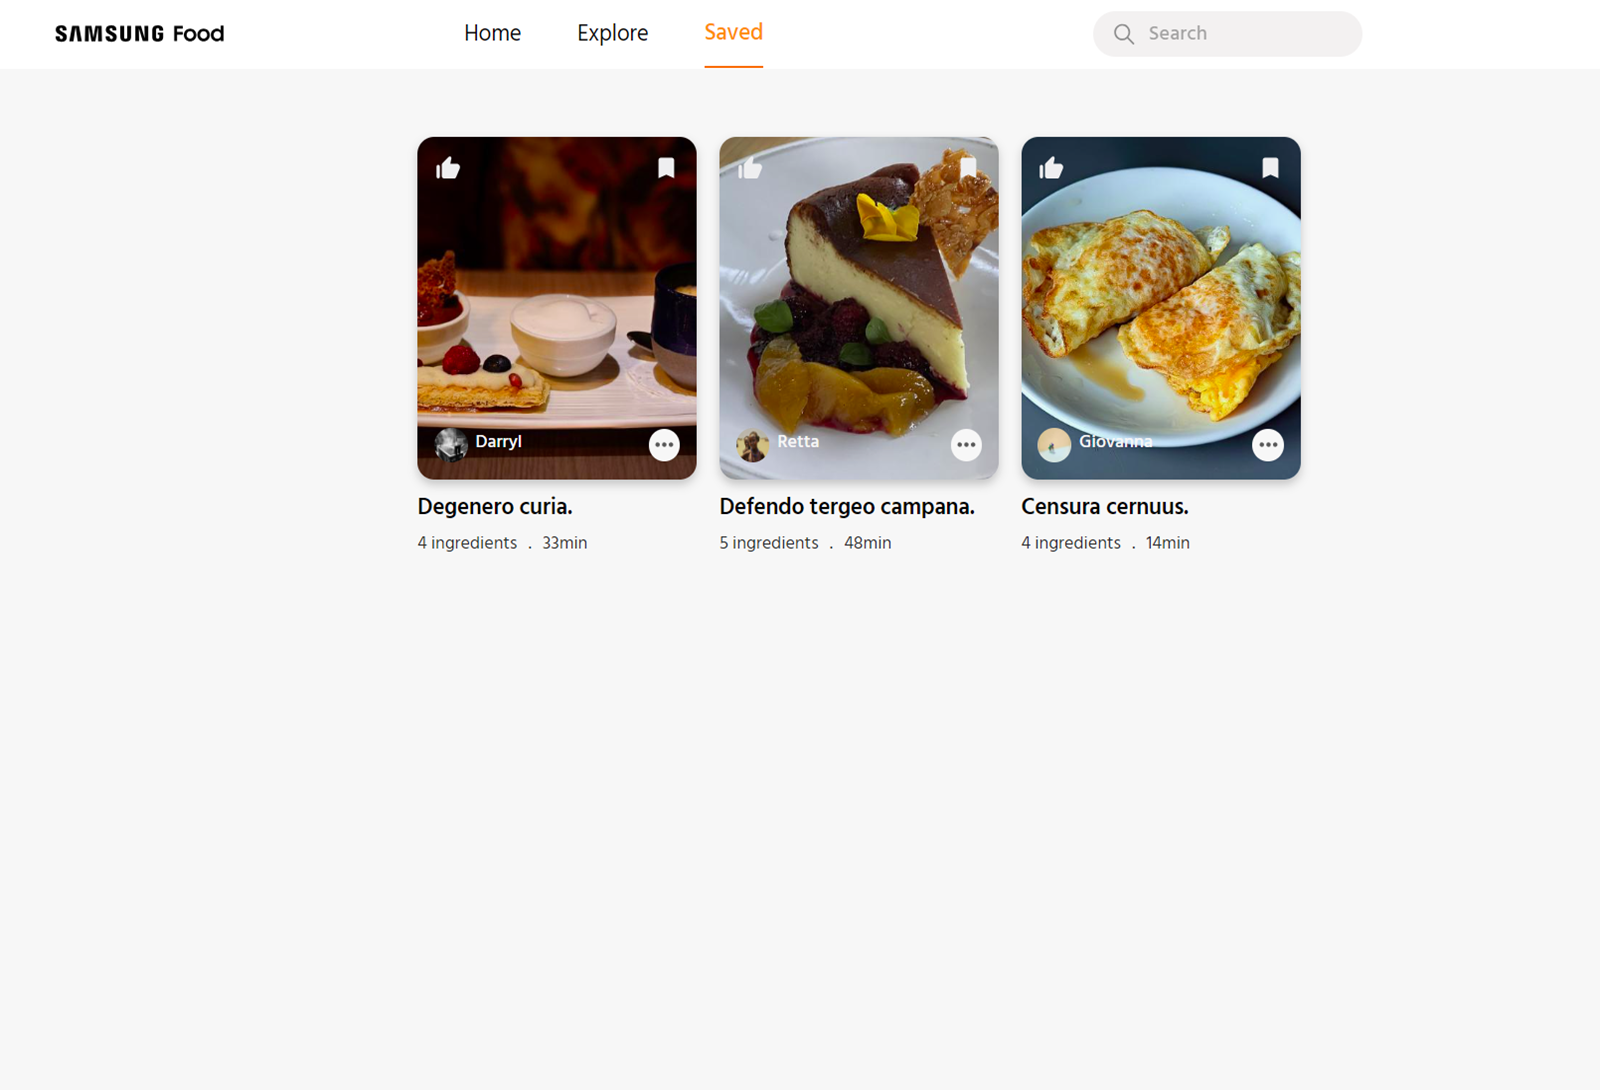 SAMSUNG Food
Home
Explore
Saved
Search
Darryl
Retta
Giovanna
Degenero curia.
Defendo tergeo campana.
Censura cernuus.
4 ingredients . 33min
5 ingredients . 48min
4 ingredients . 14min